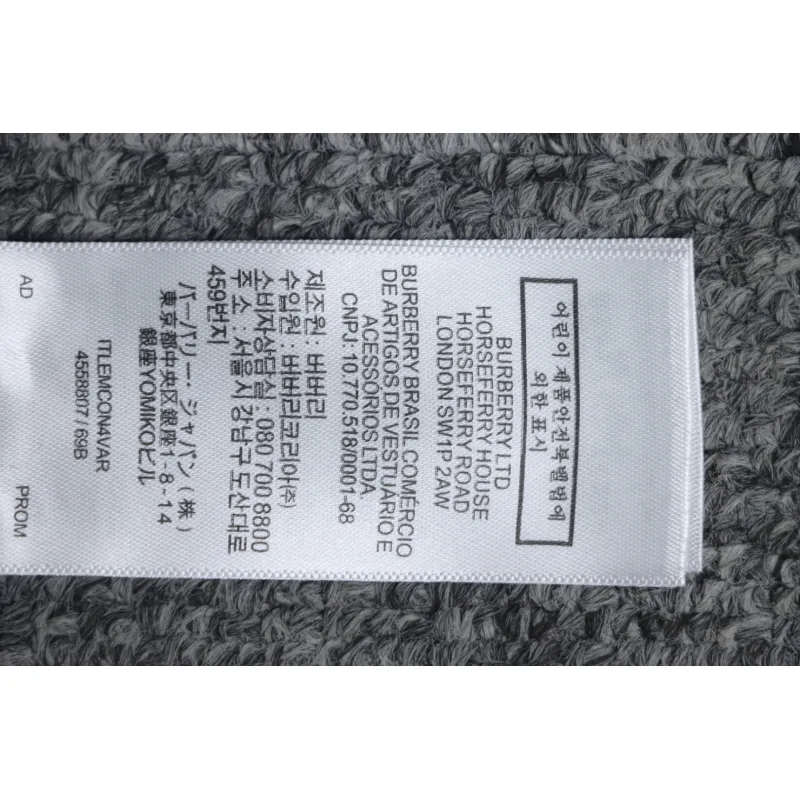 어린이 제품안전특별법에
의한 표시
BURBERRY LTD
HORSEFERRY HOUSE
HORSEFERRY ROAD
LONDON SW1P 2AW
BURBERRY BRASIL COMÉRCIO
DE ARTIGOS DE VESTUÁRIO E
ACESSÓRIOS LTDA.
CNPJ: 10.770.518/0001-68
제조원 : 버버리
수입원 : 버버리코리아㈜
소비자상담실 : 080 700 8800
주 소 : 서울시 강남구 도산대로
459번지
バーバリー・ジャパン ( 株 )
東京都中央区銀座1 - 8 - 14
銀座YOMIKOビル
ITLEMCON4VAR
4558807 / 69B
AD
PROM